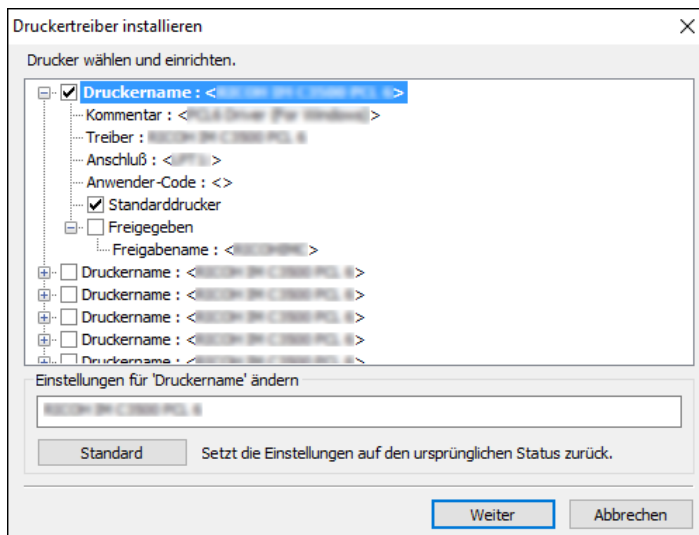 Druckertreiber installieren
Drucker wählen und einrichten.
Druckername : < >
Kommentar : < >
Treiber :
Anschluß : < >
Anwender-Code : <>
Standarddrucker
Freigegeben
Freigabename : < >
Druckername : < >
Druckername : < >
Druckername : < >
Druckername : < >
Druckername : < >
Einstellungen für 'Druckername' ändern
Standard Setzt die Einstellungen auf den ursprünglichen Status zurück.
Weiter Abbrechen